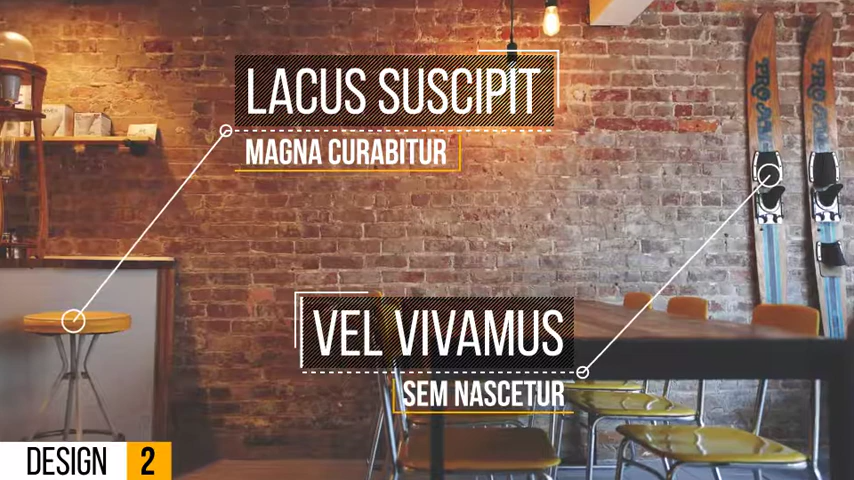 LACUS SUSCIPIT
MAGNA CURABITUR
VEL VIVAMUS
SEM NASCETUR
DESIGN 2